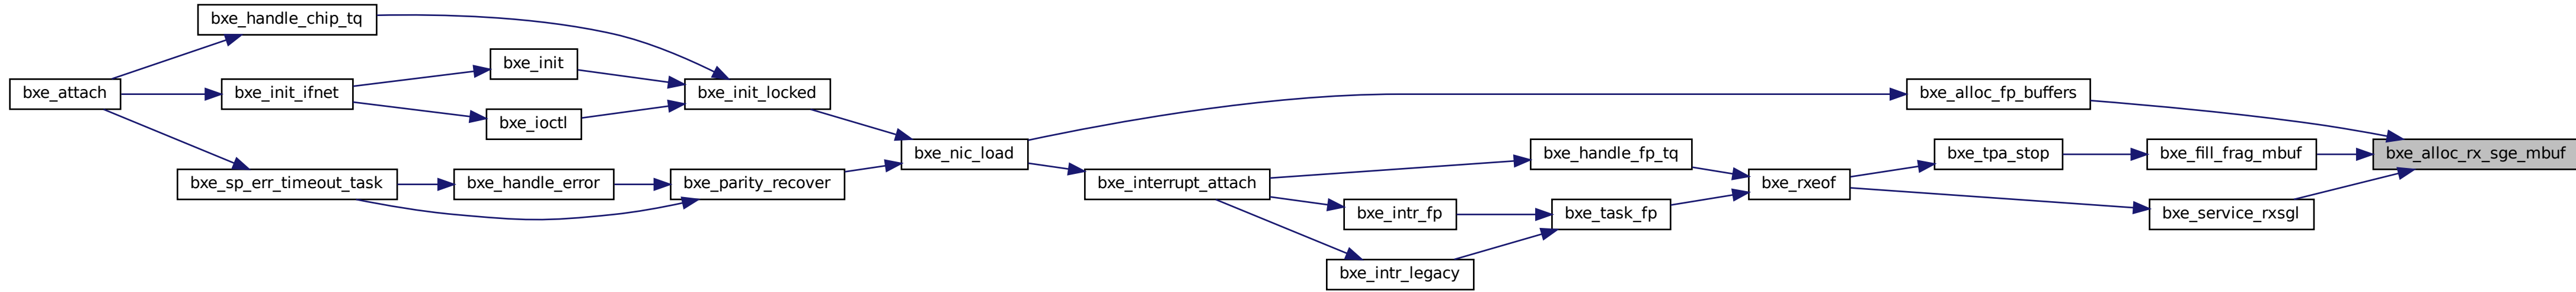 bxe_handle_chip_tq
bxe_init
bxe_attach
bxe_init_ifnet
bxe_init_locked
bxe_alloc_fp_buffers
bxe_ioctl
bxe_nic_load
bxe_handle_fp_tq
bxe_tpa_stop
bxe_fill_frag_mbuf
bxe_alloc_rx_sge_mbuf
bxe_sp_err_timeout_task
bxe_handle_error
bxe_parity_recover
bxe_interrupt_attach
bxe_rxeof
bxe_intr_fp
bxe_task_fp
bxe_service_rxsgl
bxe_intr_legacy